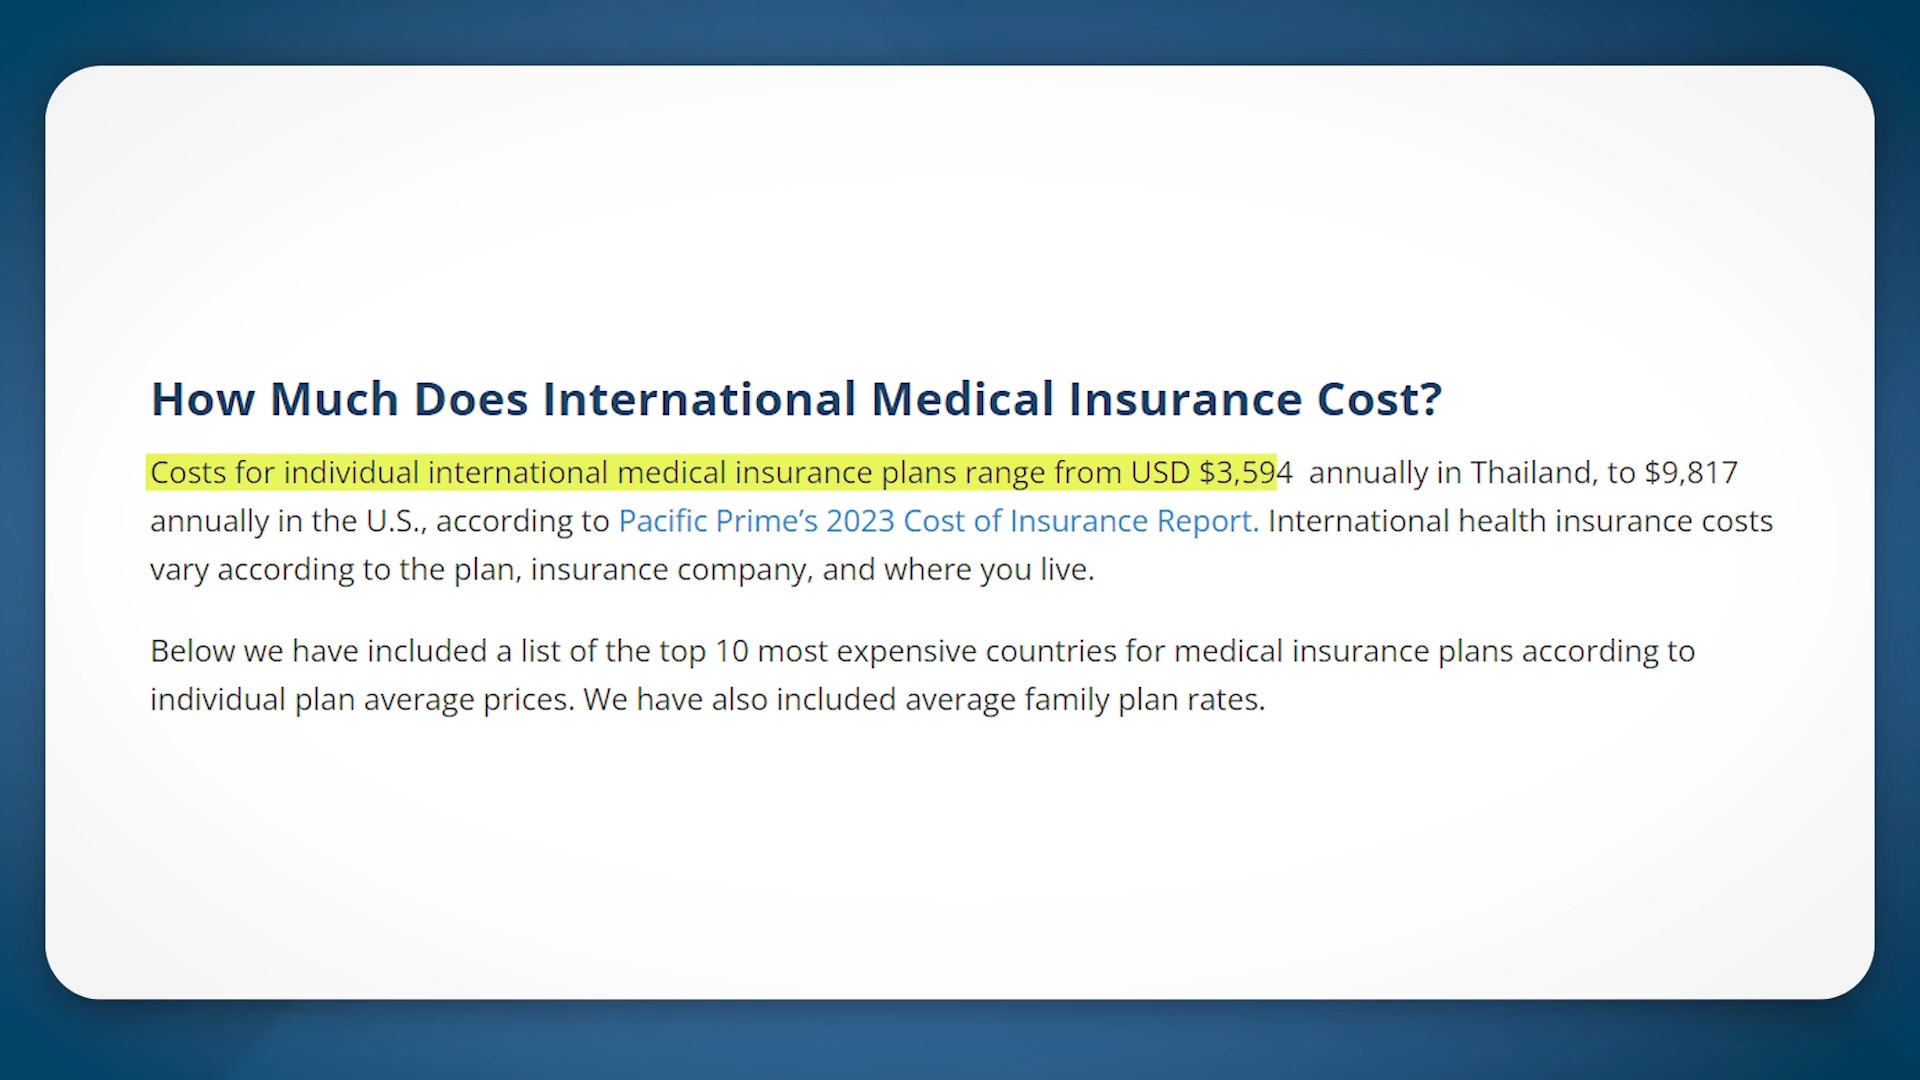 How Much Does International Medical Insurance Cost?
Costs for individual international medical insurance plans range from USD $3,594 annually in Thailand, to $9,817
annually in the U.S., according to Pacific Prime’s 2023 Cost of Insurance Report. International health insurance costs
vary according to the plan, insurance company, and where you live.
Below we have included a list of the top 10 most expensive countries for medical insurance plans according to
individual plan average prices. We have also included average family plan rates.